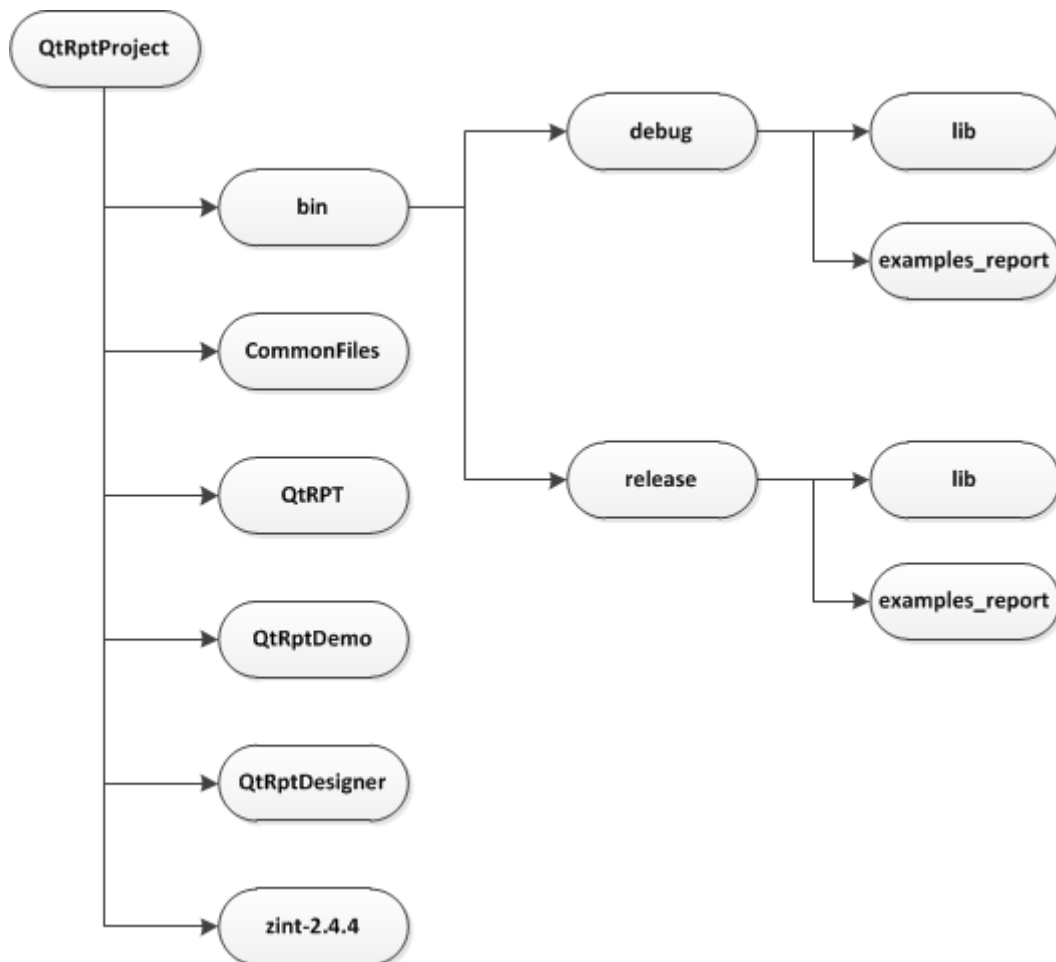 QtRptProject
debug
lib
bin
examples_report
CommonFiles
release
lib
QtRPT
examples_report
QtRptDemo
QtRptDesigner
zint-2.4.4